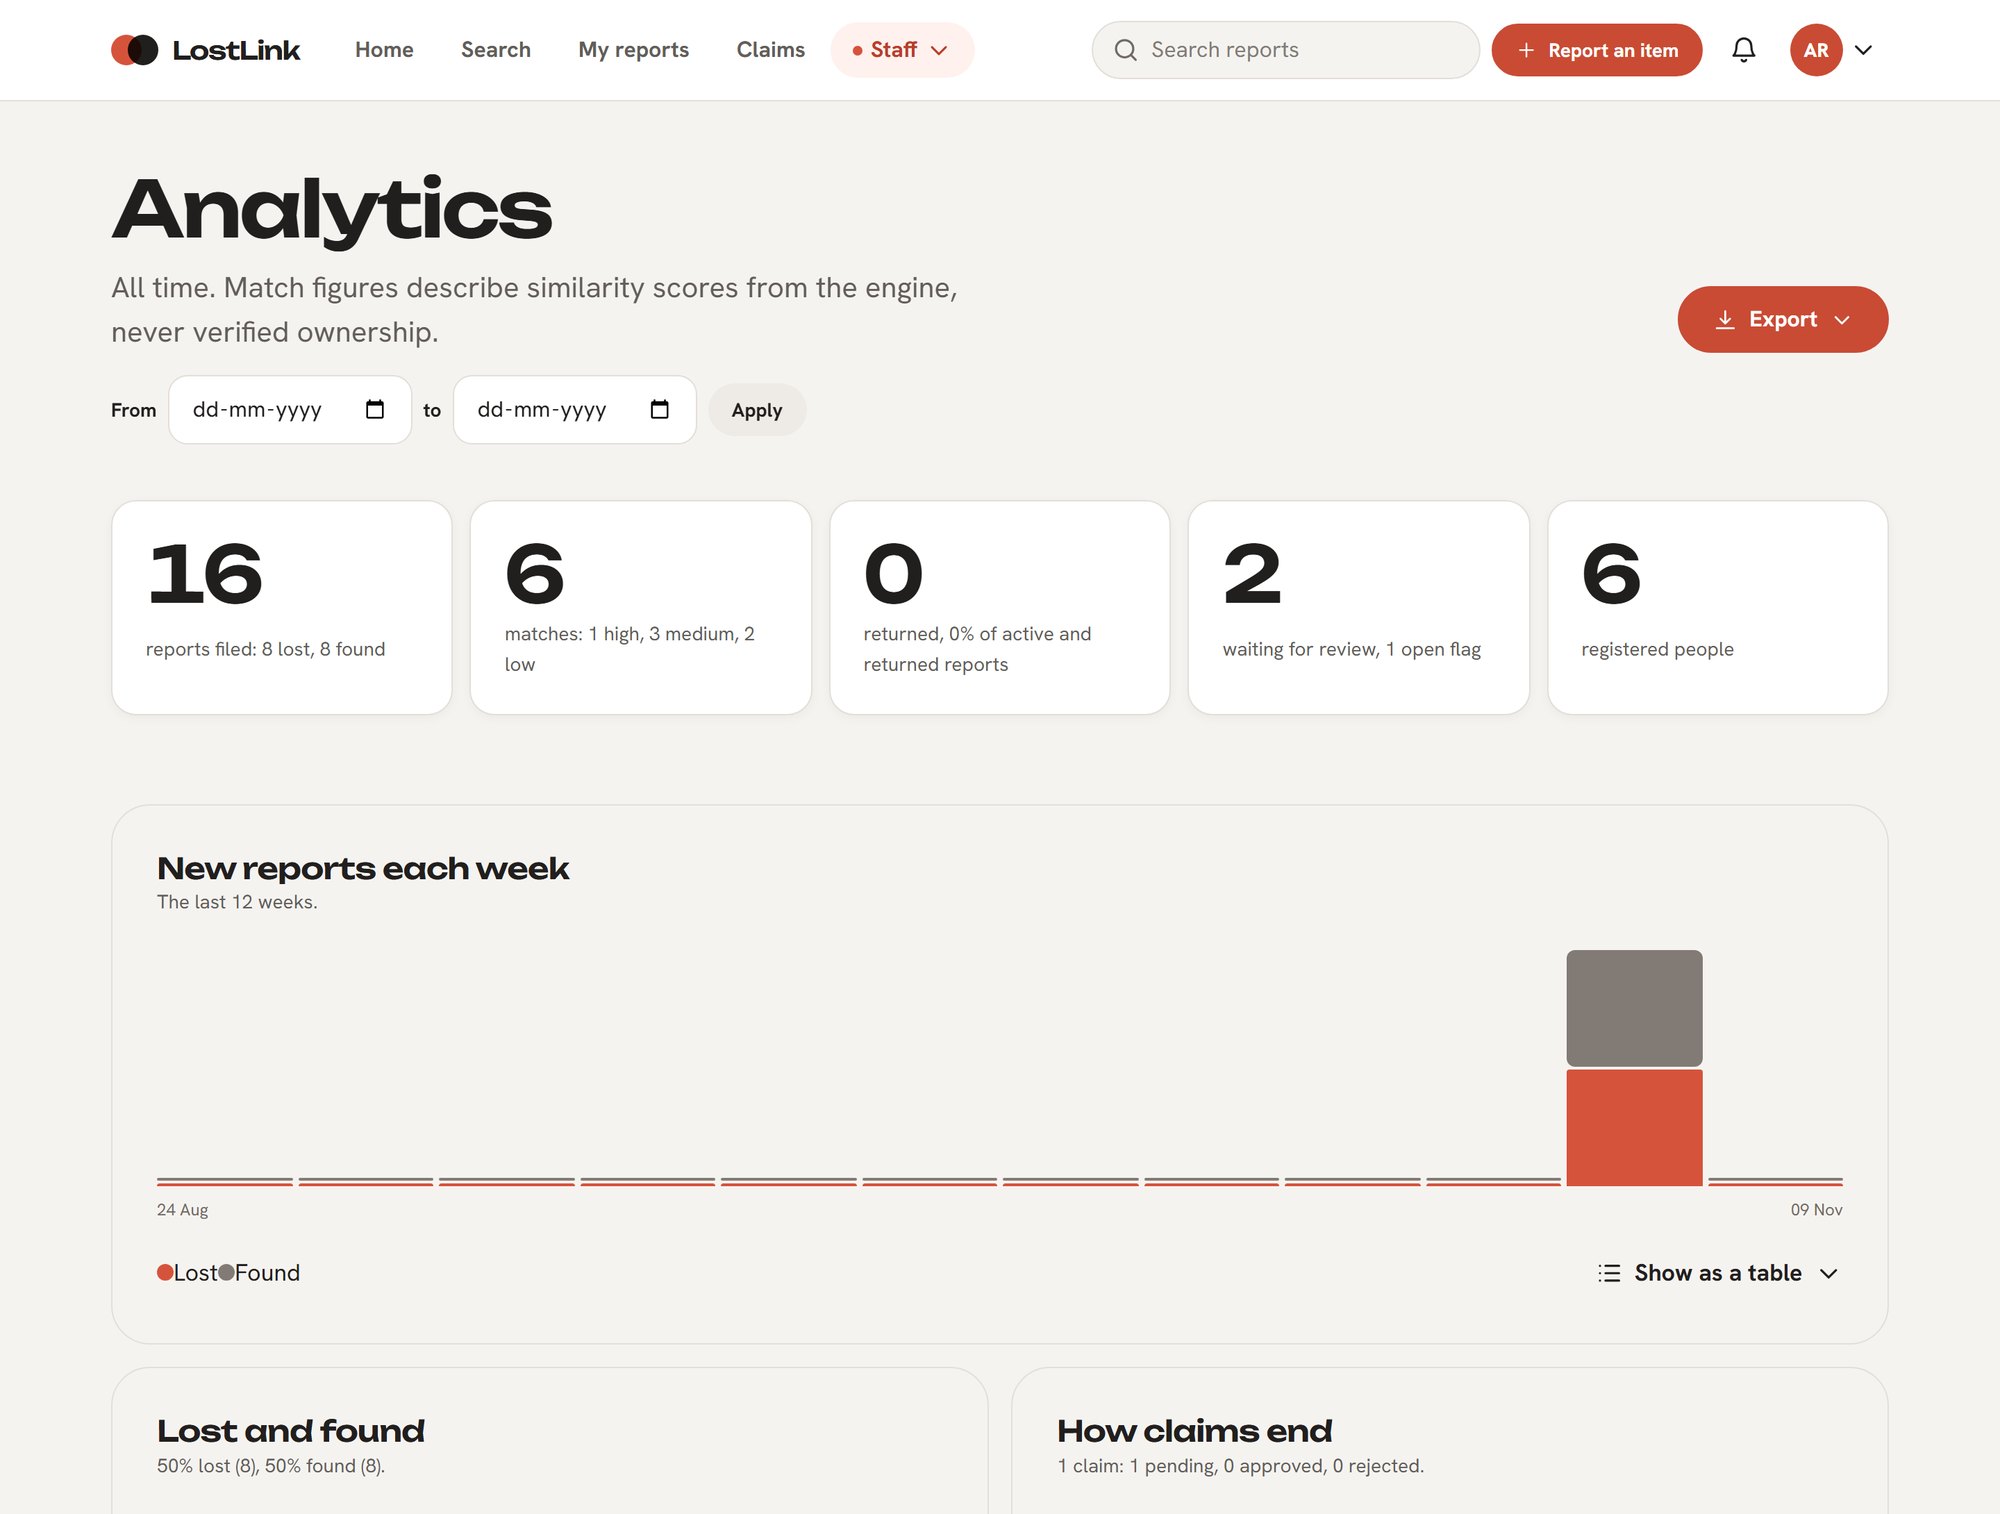 LostLink
Home
Search
My reports
Claims
Staff
Search reports
Report an item
AR
Analytics
All time. Match figures describe similarity scores from the engine,
never verified ownership.
Export
From
dd-mm-yyyy
to
dd-mm-yyyy
Apply
16
reports filed: 8 lost, 8 found
6
matches: 1 high, 3 medium, 2
low
0
returned, 0% of active and
returned reports
2
waiting for review, 1 open flag
6
registered people
New reports each week
The last 12 weeks.
24 Aug
09 Nov
Lost
Found
Show as a table
Lost and found
50% lost (8), 50% found (8).
How claims end
1 claim: 1 pending, 0 approved, 0 rejected.